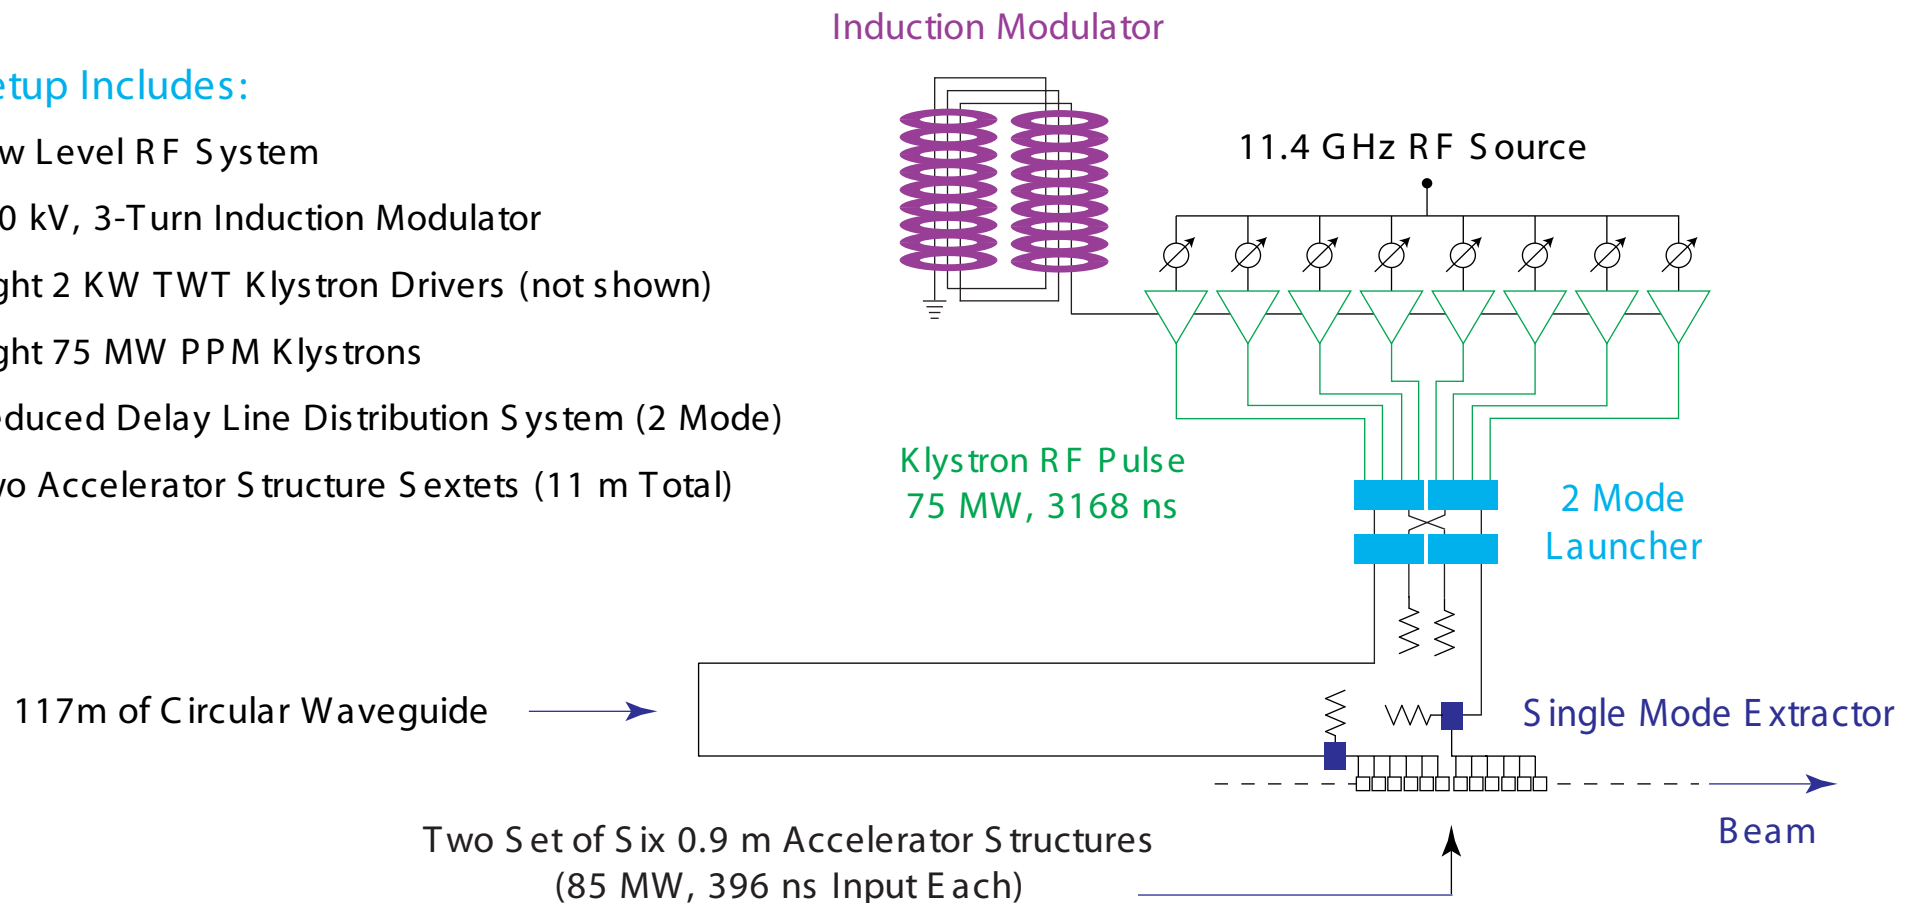 Induction Modulator
etup Includes:
w Level RF System
11.4 GHz RF Source
0 kV, 3-Turn Induction Modulator
ght 2 KW TWT Klystron Drivers (not shown)
ght 75 MW PPM Klystrons
educed Delay Line Distribution System (2 Mode)
wo Accelerator Structure Sextets (11 m Total)
Klystron RF Pulse
75 MW, 3168 ns
2 Mode
Launcher
117m of Circular Waveguide
Single Mode Extractor
Beam
Two Set of Six 0.9 m Accelerator Structures
(85 MW, 396 ns Input Each)